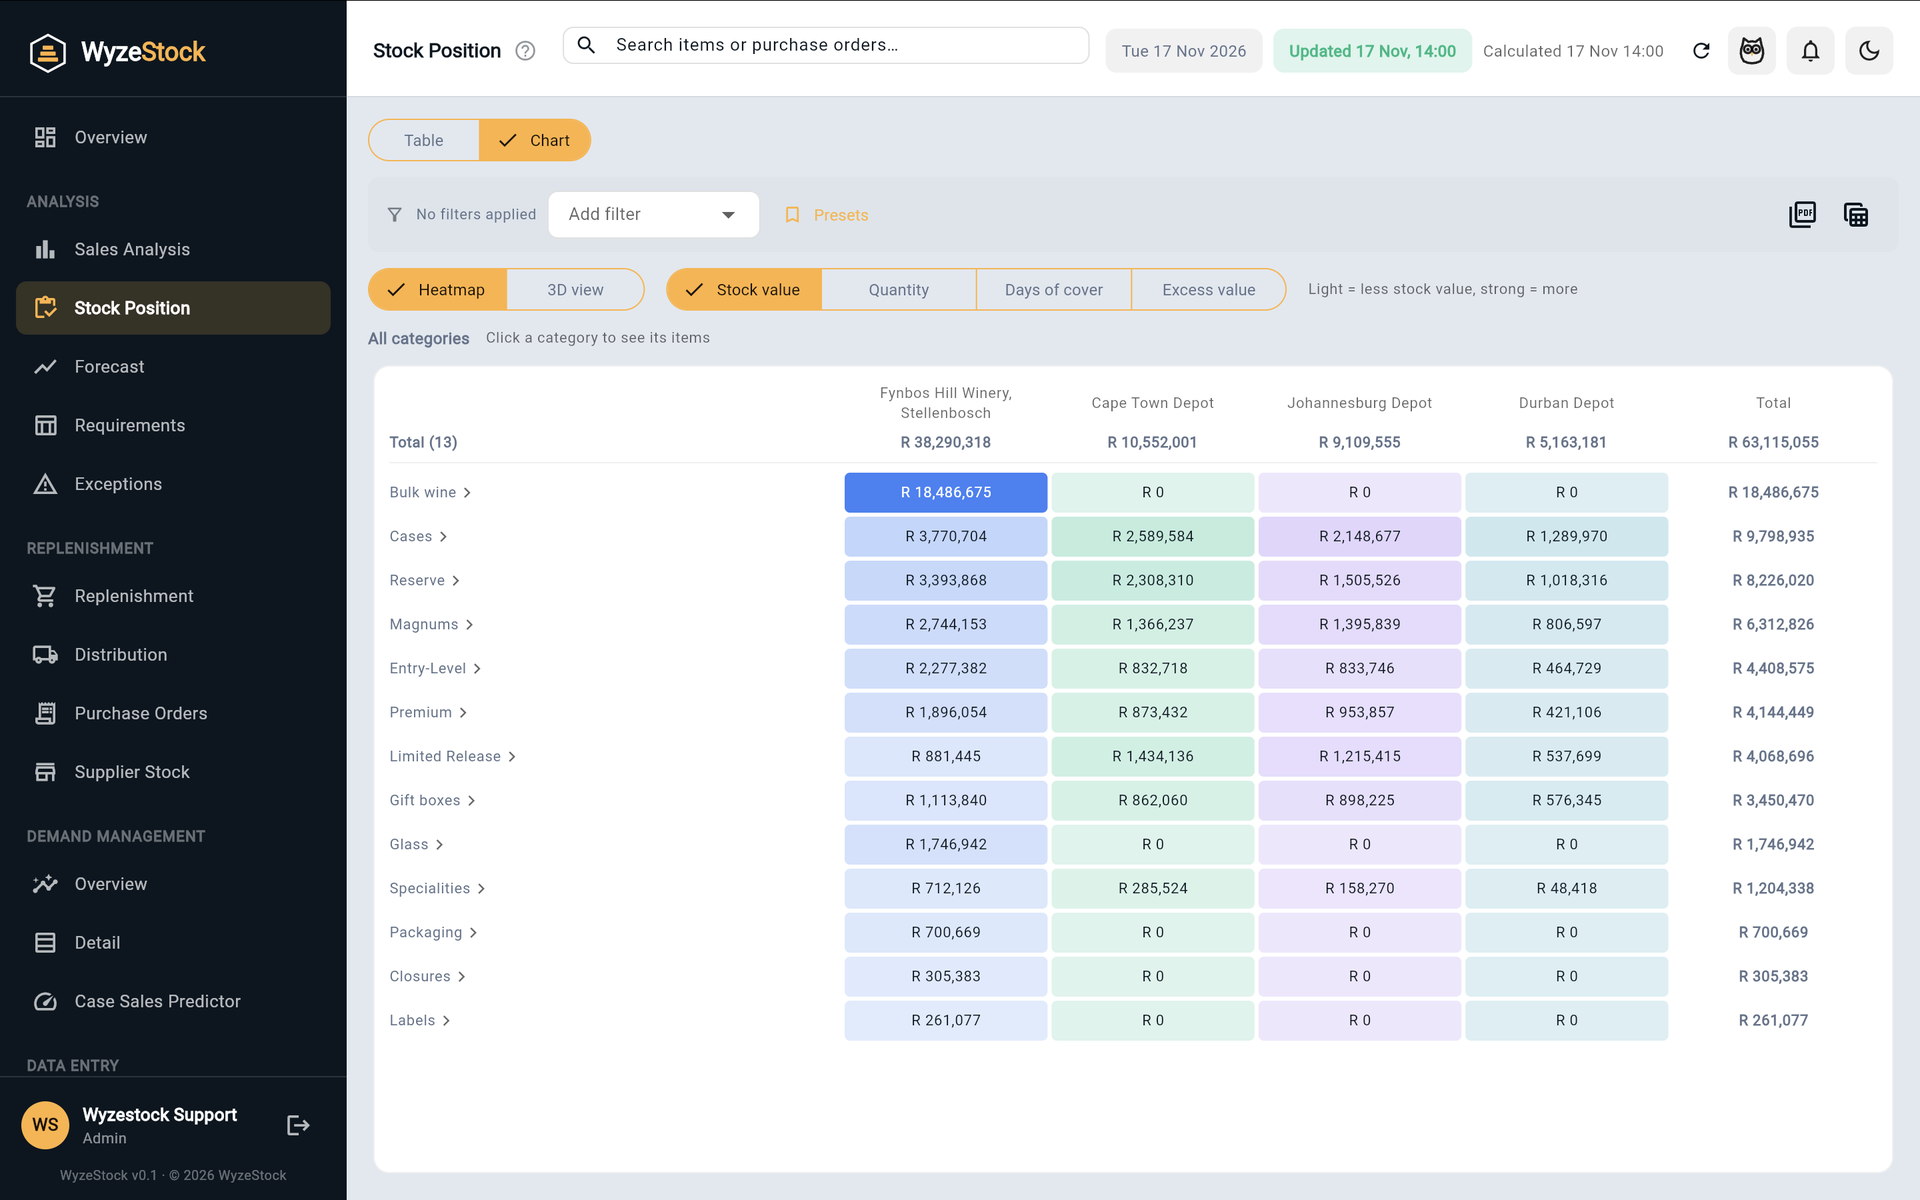 WyzeStock
Stock Position
Search items or purchase orders...
Tue 17 Nov 2026
Updated 17 Nov, 14:00
Calculated 17 Nov 14:00
Overview
ANALYSIS
Sales Analysis
Stock Position
Forecast
Requirements
Exceptions
REPLENISHMENT
Replenishment
Distribution
Purchase Orders
Supplier Stock
DEMAND MANAGEMENT
Overview
Detail
Case Sales Predictor
DATA ENTRY
WS
Wyzestock Support
Admin
WyzeStock v0.1 · © 2026 WyzeStock
Table
Chart
No filters applied
Add filter
Presets
PDF
Heatmap
3D view
Stock value
Quantity
Days of cover
Excess value
Light = less stock value, strong = more
All categories
Click a category to see its items
Fynbos Hill Winery,
Stellenbosch
Cape Town Depot
Johannesburg Depot
Durban Depot
Total
Total (13) R 38,290,318 R 10,552,001 R 9,109,555 R 5,163,181 R 63,115,055
Bulk wine R 18,486,675 R 0 R 0 R 0 R 18,486,675
Cases R 3,770,704 R 2,589,584 R 2,148,677 R 1,289,970 R 9,798,935
Reserve R 3,393,868 R 2,308,310 R 1,505,526 R 1,018,316 R 8,226,020
Magnums R 2,744,153 R 1,366,237 R 1,395,839 R 806,597 R 6,312,826
Entry-Level R 2,277,382 R 832,718 R 833,746 R 464,729 R 4,408,575
Premium R 1,896,054 R 873,432 R 953,857 R 421,106 R 4,144,449
Limited Release R 881,445 R 1,434,136 R 1,215,415 R 537,699 R 4,068,696
Gift boxes R 1,113,840 R 862,060 R 898,225 R 576,345 R 3,450,470
Glass R 1,746,942 R 0 R 0 R 0 R 1,746,942
Specialities R 712,126 R 285,524 R 158,270 R 48,418 R 1,204,338
Packaging R 700,669 R 0 R 0 R 0 R 700,669
Closures R 305,383 R 0 R 0 R 0 R 305,383
Labels R 261,077 R 0 R 0 R 0 R 261,077